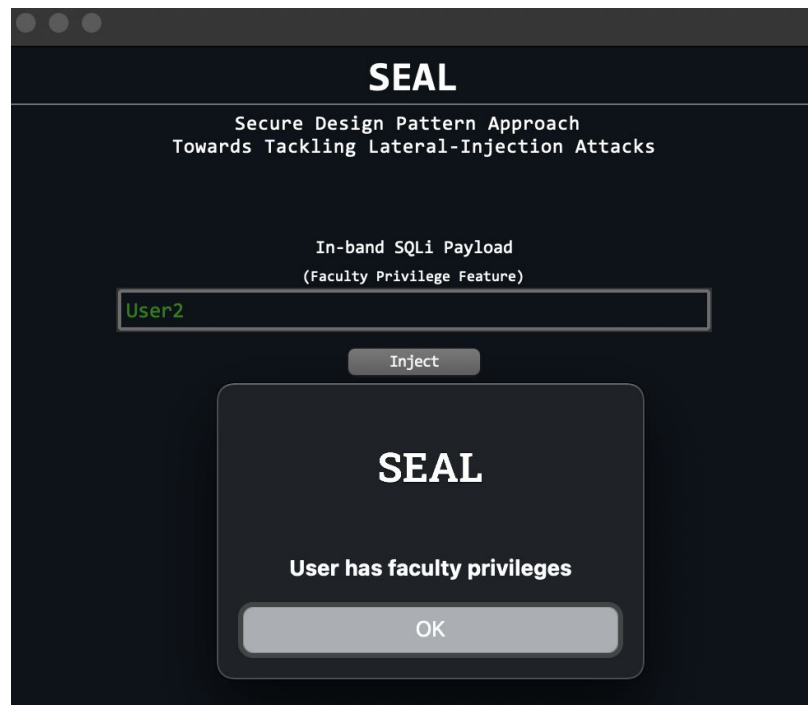 SEAL
Secure Design Pattern Approach
Towards Tackling Lateral-Injection Attacks
In-band SQLi Payload
(Faculty Privilege Feature)
User2
Inject
SEAL
User has faculty privileges
OK